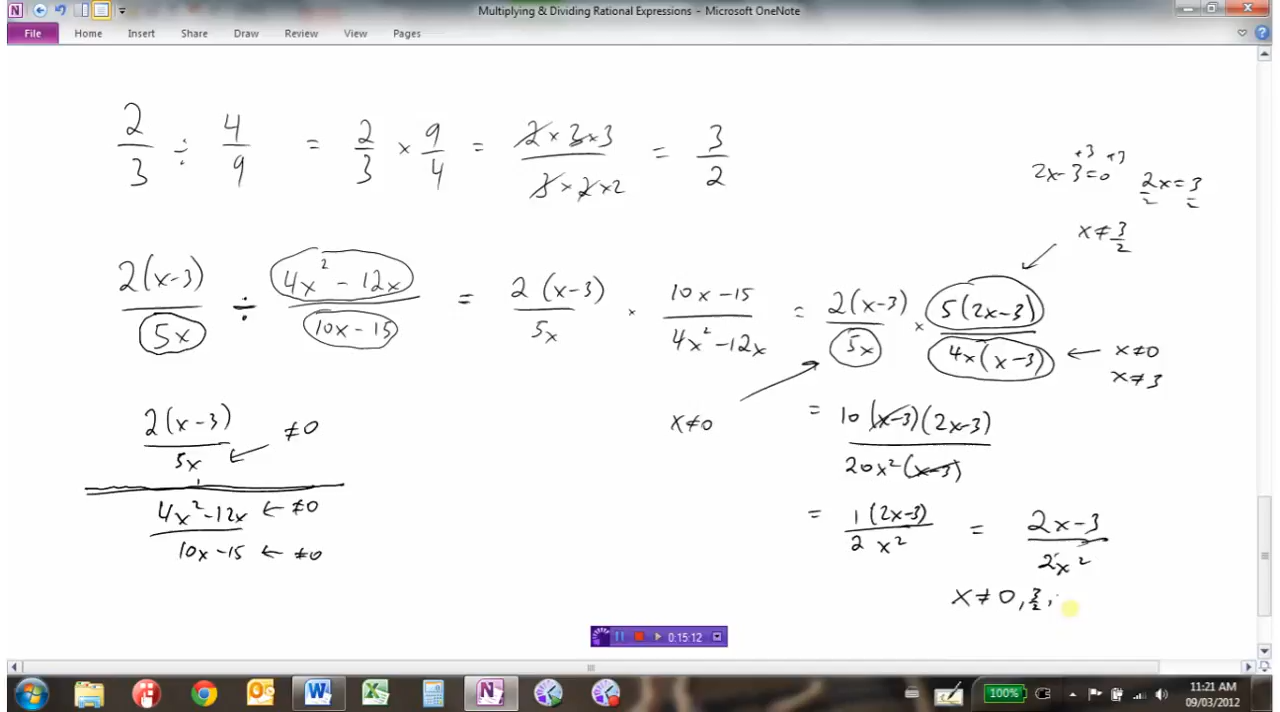 Multiplying & Dividing Rational Expressions - Microsoft OneNote
File Home Insert Share Draw Review View Pages
2/3 ÷ 4/9 = 2/3 × 9/4 = 2×3×3/3×2×2 = 3/2
+3 +3
2x-3=0 2x/2=3/2
x≠3/2
2(x-3)/5x ÷ 4x²-12x/10x-15 = 2(x-3)/5x × 10x-15/4x²-12x = 2(x-3)/5x × 5(2x-3)/4x(x-3) ← x≠0
x≠3
x≠0
= 10(x-3)(2x-3)/20x²(x-3)
2(x-3)/5x ← ≠0
4x²-12x ← ≠0
10x-15 ← ≠0
= 1(2x-3)/2x² = 2x-3/2x²
x≠0, 3/2,
0:15:12
100%
11:21 AM
09/03/2012